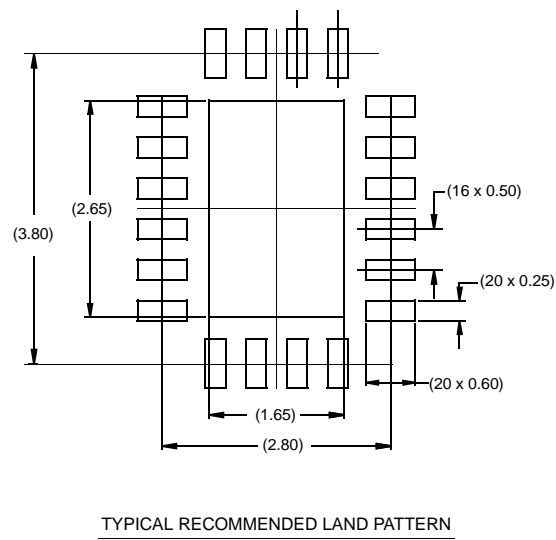 (16 x 0.50)
(2.65)
(3.80)
(20 x 0.25)
(20 x 0.60)
(1.65)
(2.80)
TYPICAL RECOMMENDED LAND PATTERN